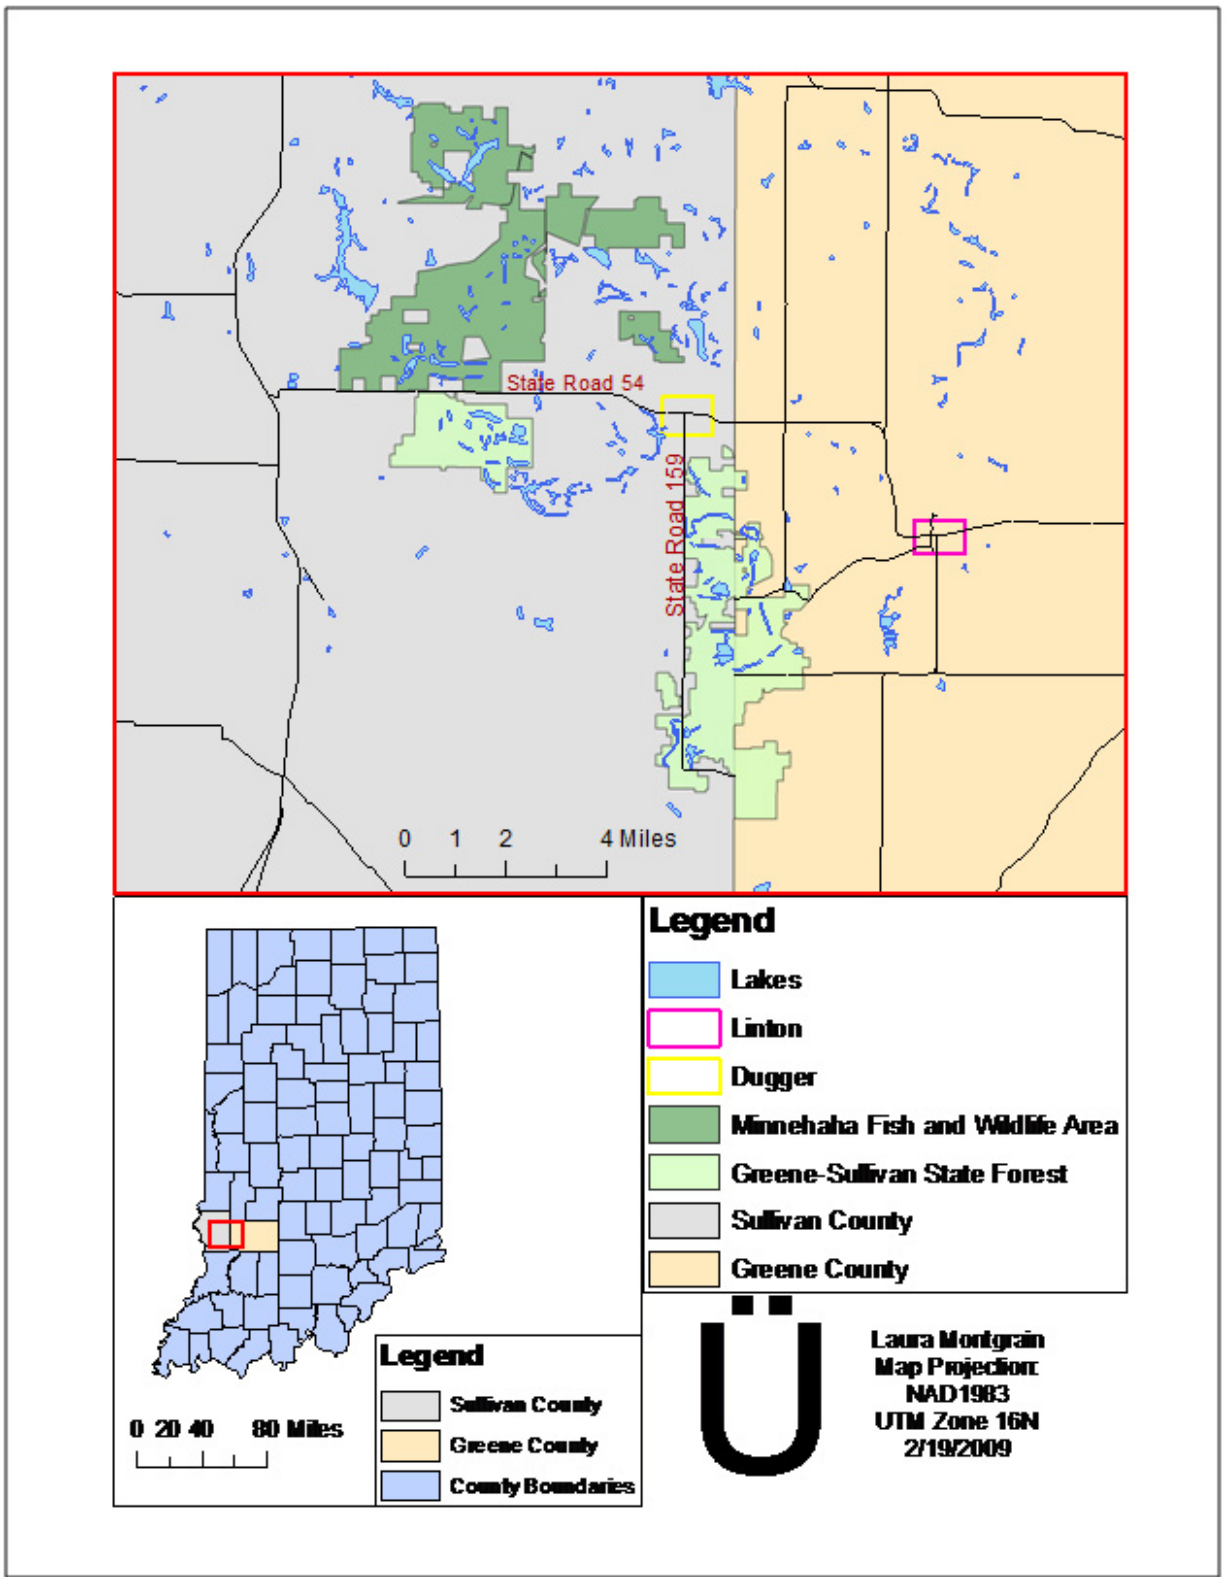 State Road 54
State Road 159
0 1 2 4 Miles
Legend
Lakes
Linton
Dugger
Minnehaha Fish and Wildlife Area
Greene-Sullivan State Forest
Sullivan County
Greene County
0 20 40 80 Miles
Legend
Sullivan County
Greene County
County Boundaries
Ü
Laura Montgrain
Map Projection:
NAD1983
UTM Zone 16N
2/19/2009